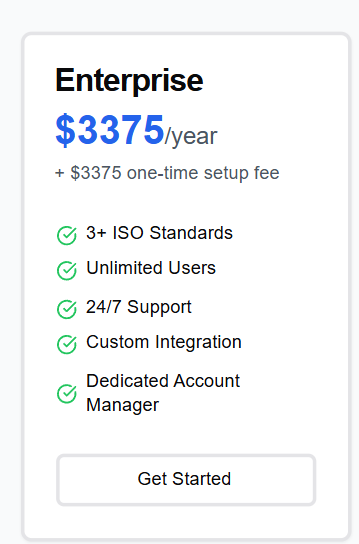 Enterprise
$3375/year
+ $3375 one-time setup fee
3+ ISO Standards
Unlimited Users
24/7 Support
Custom Integration
Dedicated Account
Manager
Get Started